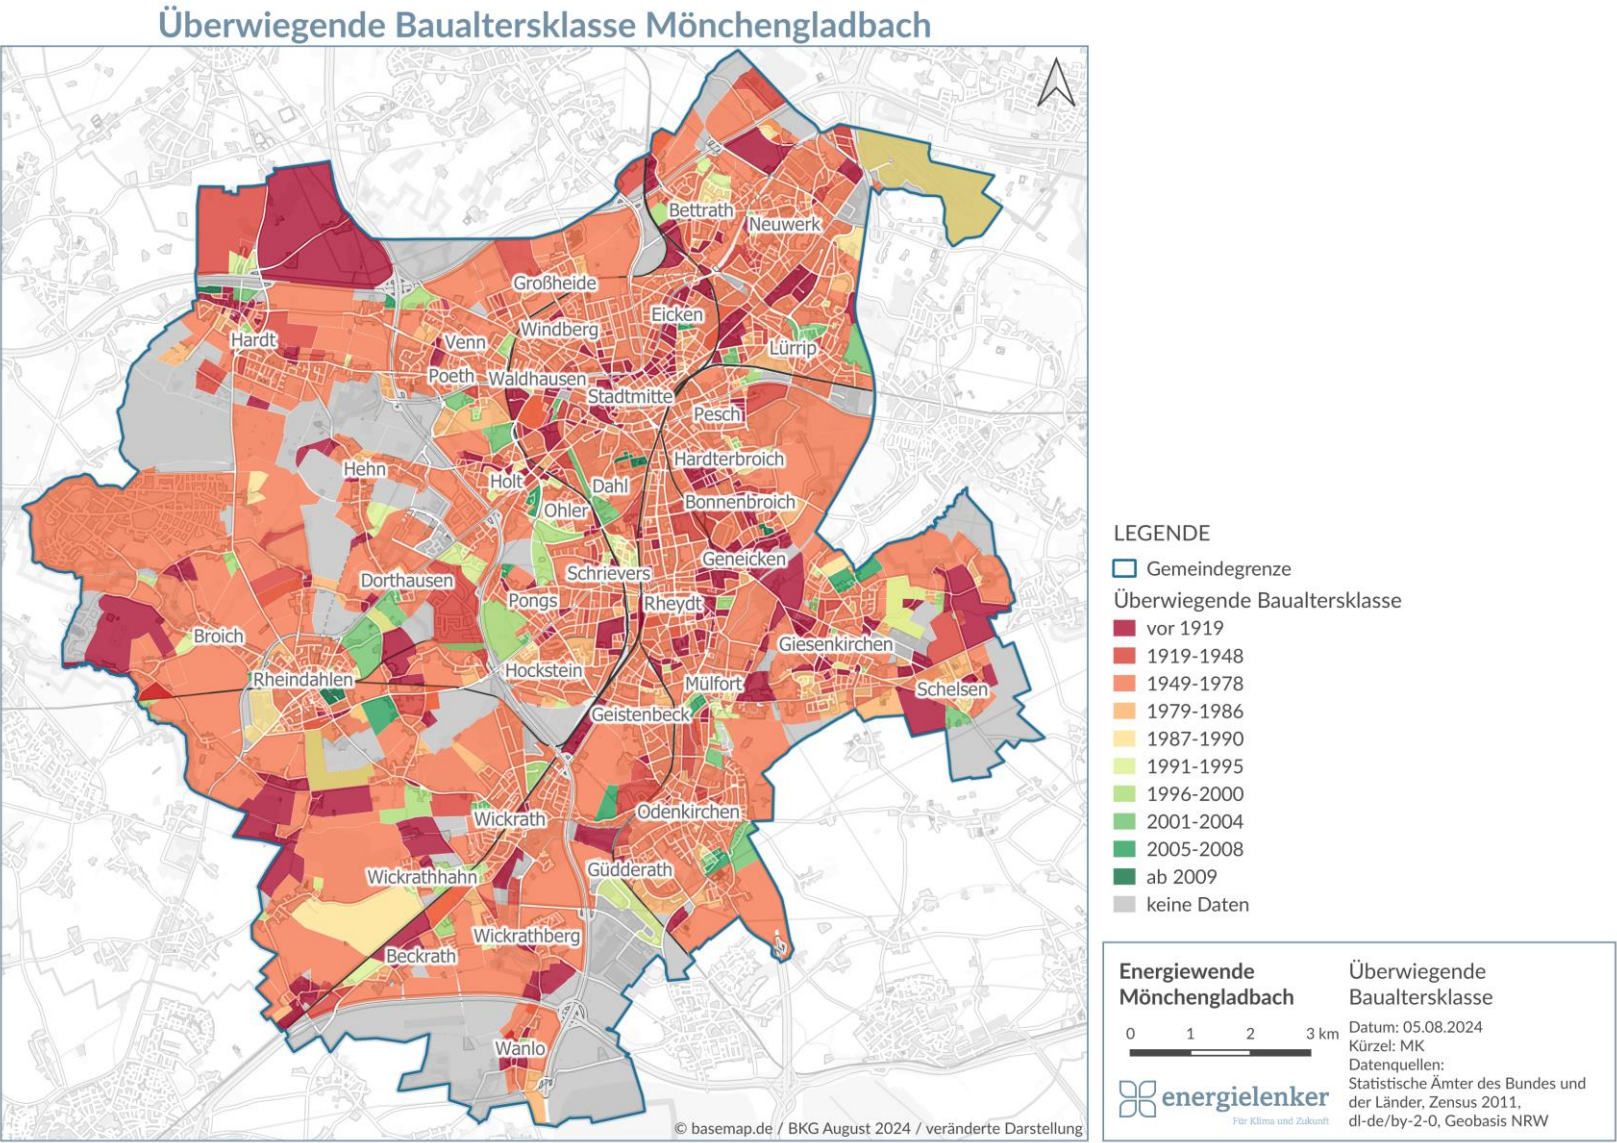 Überwiegende Baualtersklasse Mönchengladbach
Bettrath
Neuwerk
Großheide
Eicken
Windberg
Hardt
Venn
Lürrip
Poeth
Waldhausen
Stadtmitte
Pesch
Hehn
Hardterbroich
Holt
Dahl
Ohler
Bonnenbroich
Geneicken
Schrievers
Dorthausen
Pongs
Rheydt
Broich
Giesenkirchen
Hockstein
Rheindahlen
Mülfort
Schelsen
Geistenbeck
Odenkirchen
Wickrath
Güdderath
Wickrathhahn
Wickrathberg
Beckrath
Wanlo
© basemap.de / BKG August 2024 / veränderte Darstellung
LEGENDE
Gemeindegrenze
Überwiegende Baualtersklasse
vor 1919
1919-1948
1949-1978
1979-1986
1987-1990
1991-1995
1996-2000
2001-2004
2005-2008
ab 2009
keine Daten
Energiewende
Mönchengladbach
0 1 2 3 km
energielenker
Für Klima und Zukunft
Überwiegende
Baualtersklasse
Datum: 05.08.2024
Kürzel: MK
Datenquellen:
Statistische Ämter des Bundes und
der Länder, Zensus 2011,
dl-de/by-2-0, Geobasis NRW